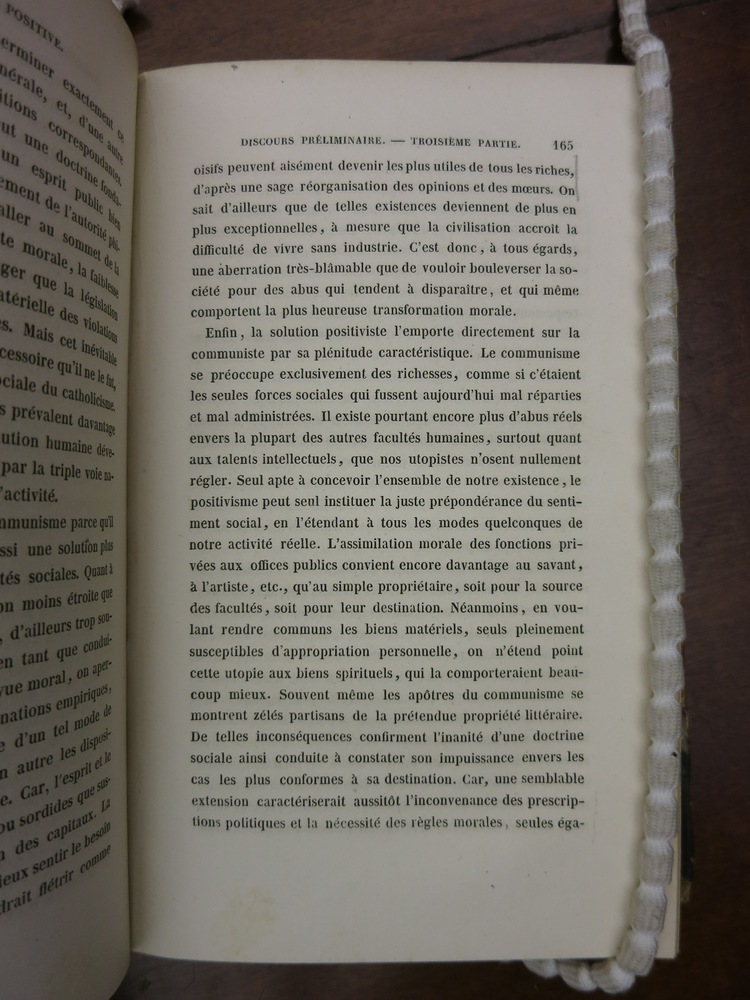 POSITIVE.
erminer exactement ce
nérale, et, d'une autre
itions correspondantes.
ut une doctrine fonda-
un esprit public bien
ement de l'autorité phi-
aller au sommet de la
te morale, la faiblesse
ger que la législation
atérielle des violations
es. Mais cet inévitable
cessoire qu'il ne le fut,
ociale du catholicisme.
s prévalent davantage
ution humaine déve-
par la triple voie na-
'activité.
mmunisme parce qu'il
ssi une solution plus
tés sociales. Quant à
on moins étroite que
, d'ailleurs trop sou-
en tant que condui-
vue moral, on aper-
nations empiriques,
e d'un tel mode de
n autre les disposi-
e. Car, l'esprit et le
ou sordides que sus-
n des capitaux. La
ieux sentir le besoin
drait flétrir comme
DISCOURS PRÉLIMINAIRE. — TROISIÈME PARTIE. 165
oisifs peuvent aisément devenir les plus utiles de tous les riches,
d'après une sage réorganisation des opinions et des mœurs. On
sait d'ailleurs que de telles existences deviennent de plus en
plus exceptionnelles, à mesure que la civilisation accroît la
difficulté de vivre sans industrie. C'est donc, à tous égards,
une aberration très-blâmable que de vouloir bouleverser la so-
ciété pour des abus qui tendent à disparaître, et qui même
comportent la plus heureuse transformation morale.
Enfin, la solution positiviste l'emporte directement sur la
communiste par sa plénitude caractéristique. Le communisme
se préoccupe exclusivement des richesses, comme si c'étaient
les seules forces sociales qui fussent aujourd'hui mal réparties
et mal administrées. Il existe pourtant encore plus d'abus réels
envers la plupart des autres facultés humaines, surtout quant
aux talents intellectuels, que nos utopistes n'osent nullement
régler. Seul apte à concevoir l'ensemble de notre existence, le
positivisme peut seul instituer la juste prépondérance du senti-
ment social, en l'étendant à tous les modes quelconques de
notre activité réelle. L'assimilation morale des fonctions pri-
vées aux offices publics convient encore davantage au savant,
à l'artiste, etc., qu'au simple propriétaire, soit pour la source
des facultés, soit pour leur destination. Néanmoins, en vou-
lant rendre communs les biens matériels, seuls pleinement
susceptibles d'appropriation personnelle, on n'étend point
cette utopie aux biens spirituels, qui la comporteraient beau-
coup mieux. Souvent même les apôtres du communisme se
montrent zélés partisans de la prétendue propriété littéraire.
De telles inconséquences confirment l'inanité d'une doctrine
sociale ainsi conduite à constater son impuissance envers les
cas les plus conformes à sa destination. Car, une semblable
extension caractériserait aussitôt l'inconvenance des prescrip-
tions politiques et la nécessité des règles morales, seules éga-